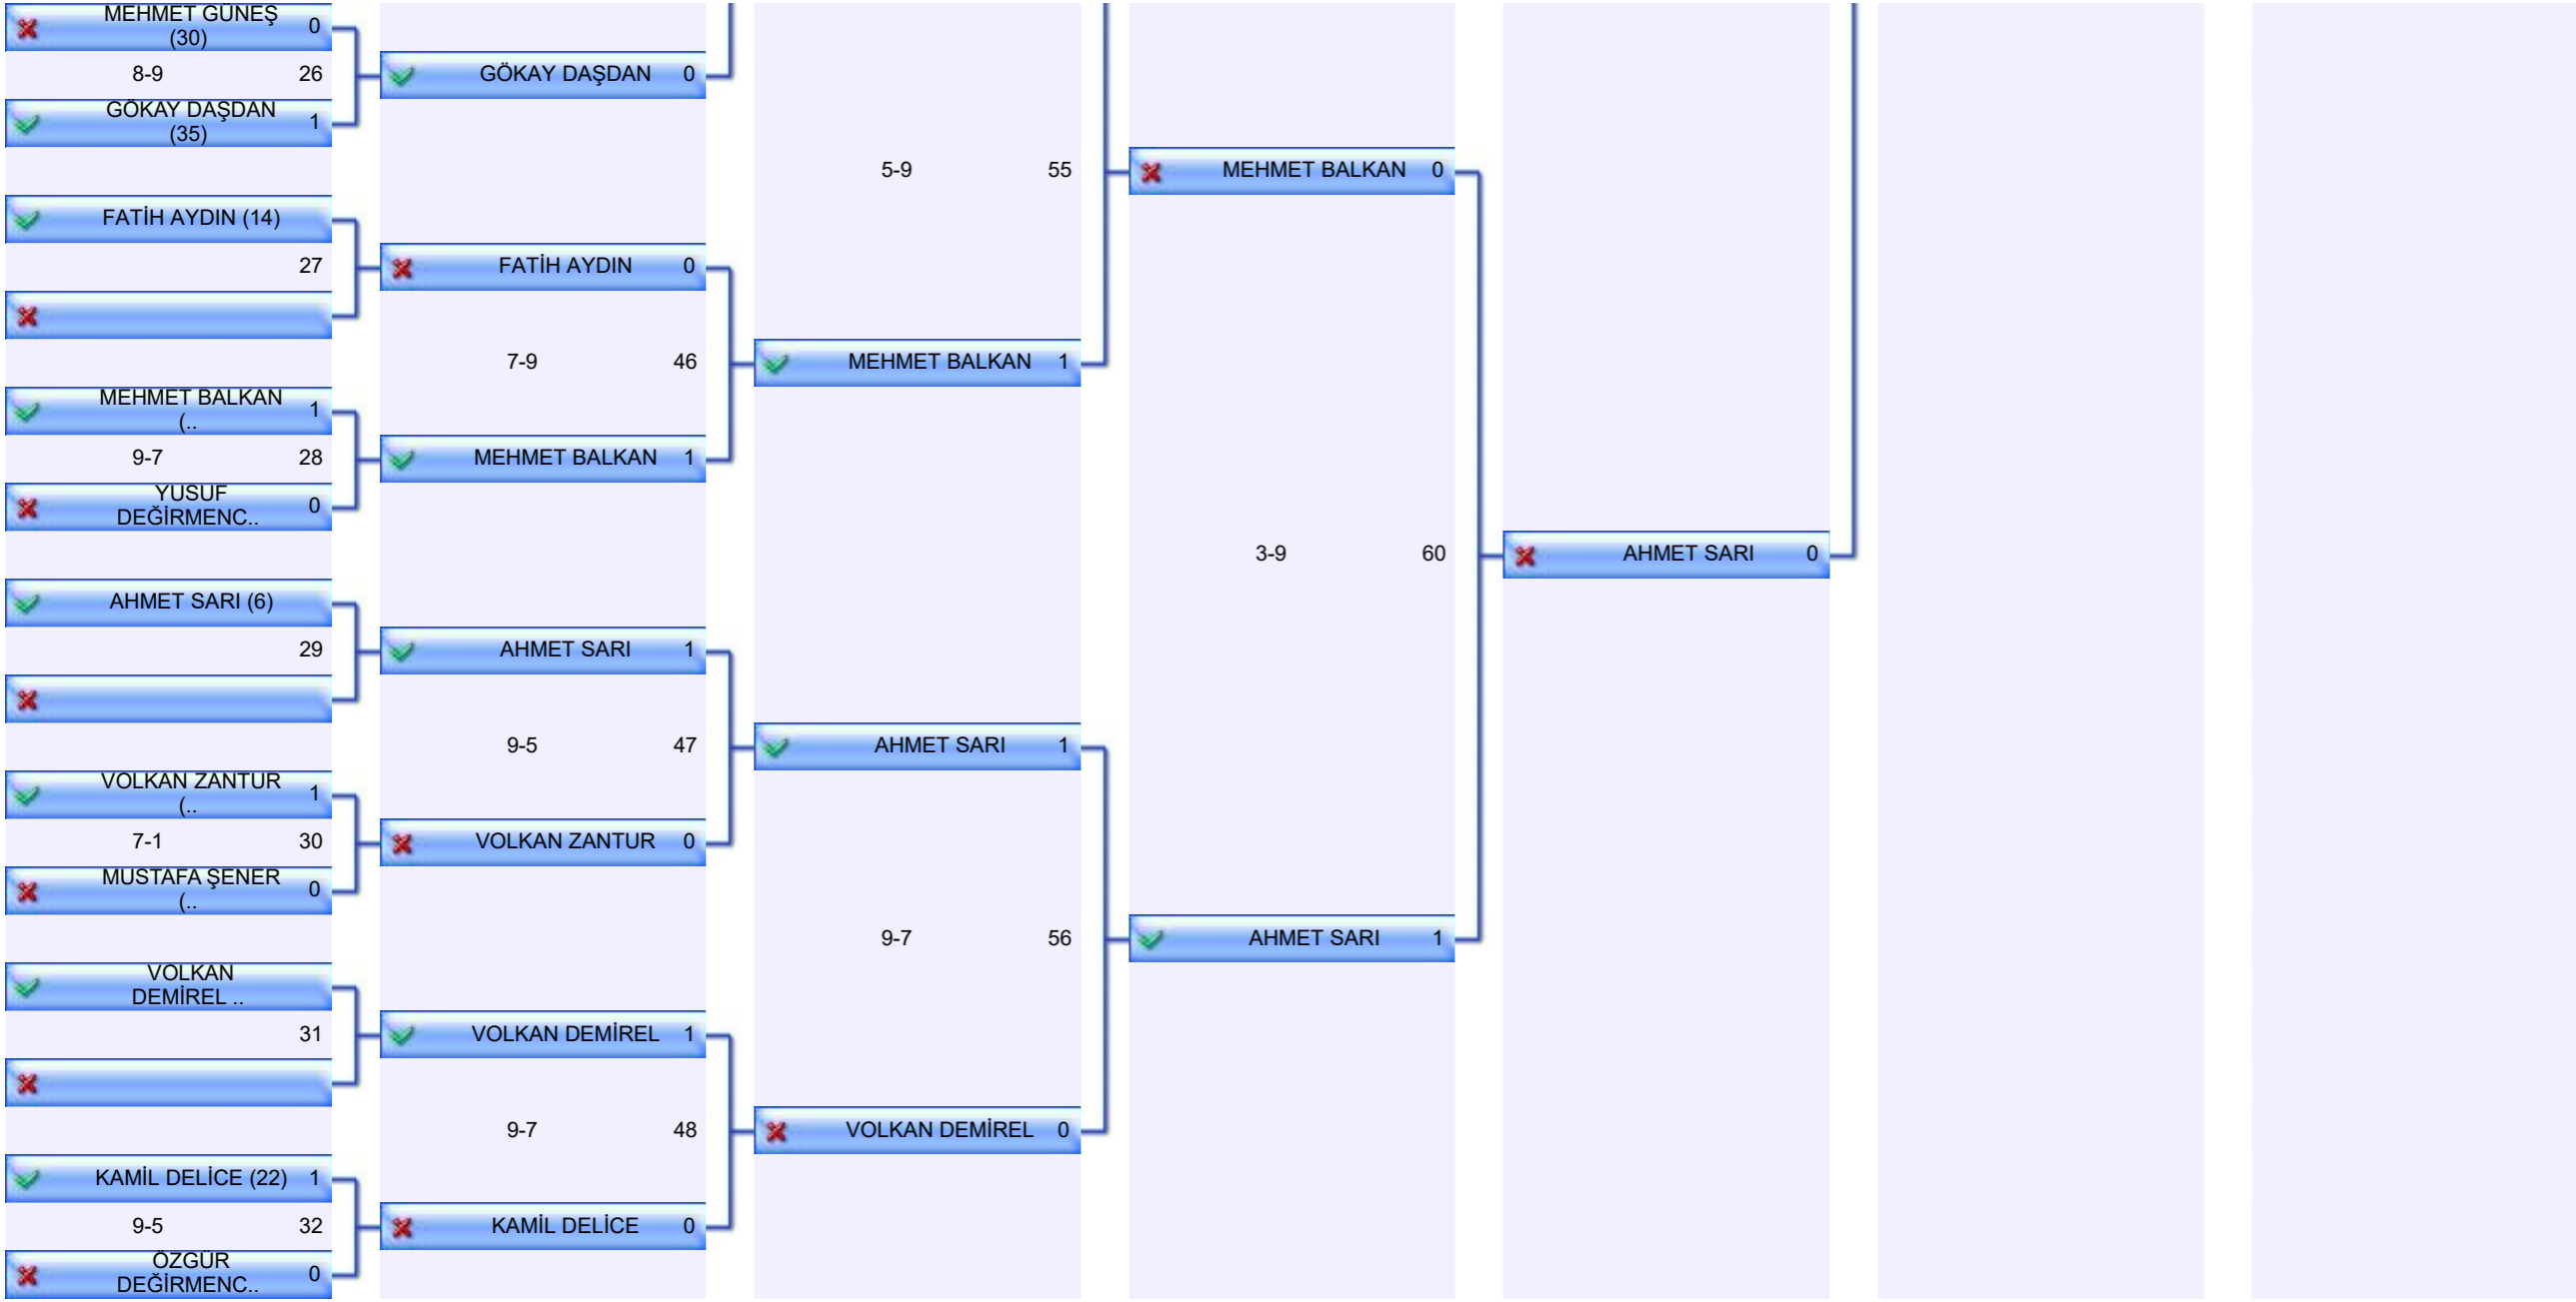 MEHMET GÜNEŞ
(30)
0
8-9
26
GÖKAY DAŞDAN
(35)
1
FATİH AYDIN (14)
27
MEHMET BALKAN
(..
1
9-7
28
YUSUF
DEĞİRMENC..
0
AHMET SARI (6)
29
VOLKAN ZANTUR
(..
1
7-1
30
MUSTAFA ŞENER
(..
0
VOLKAN
DEMİREL ..
31
KAMİL DELİCE (22)
1
9-5
32
ÖZGÜR
DEĞİRMENC..
0
GÖKAY DAŞDAN
0
FATİH AYDIN
0
7-9
46
MEHMET BALKAN
1
AHMET SARI
1
9-5
47
VOLKAN ZANTUR
0
VOLKAN DEMİREL
1
9-7
48
KAMİL DELİCE
0
5-9
55
MEHMET BALKAN
1
AHMET SARI
1
9-7
56
VOLKAN DEMİREL
0
MEHMET BALKAN
0
3-9
60
AHMET SARI
1
AHMET SARI
0